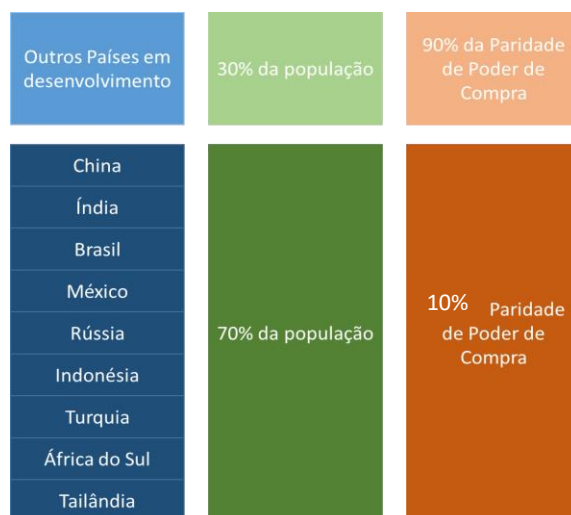 Outros Países em
desenvolvimento
30% da população
90% da Paridade
de Poder de
Compra
China
Índia
Brasil
México
Rússia
Indonésia
Turquia
África do Sul
Tailândia
70% da população
10% Paridade
de Poder de
Compra